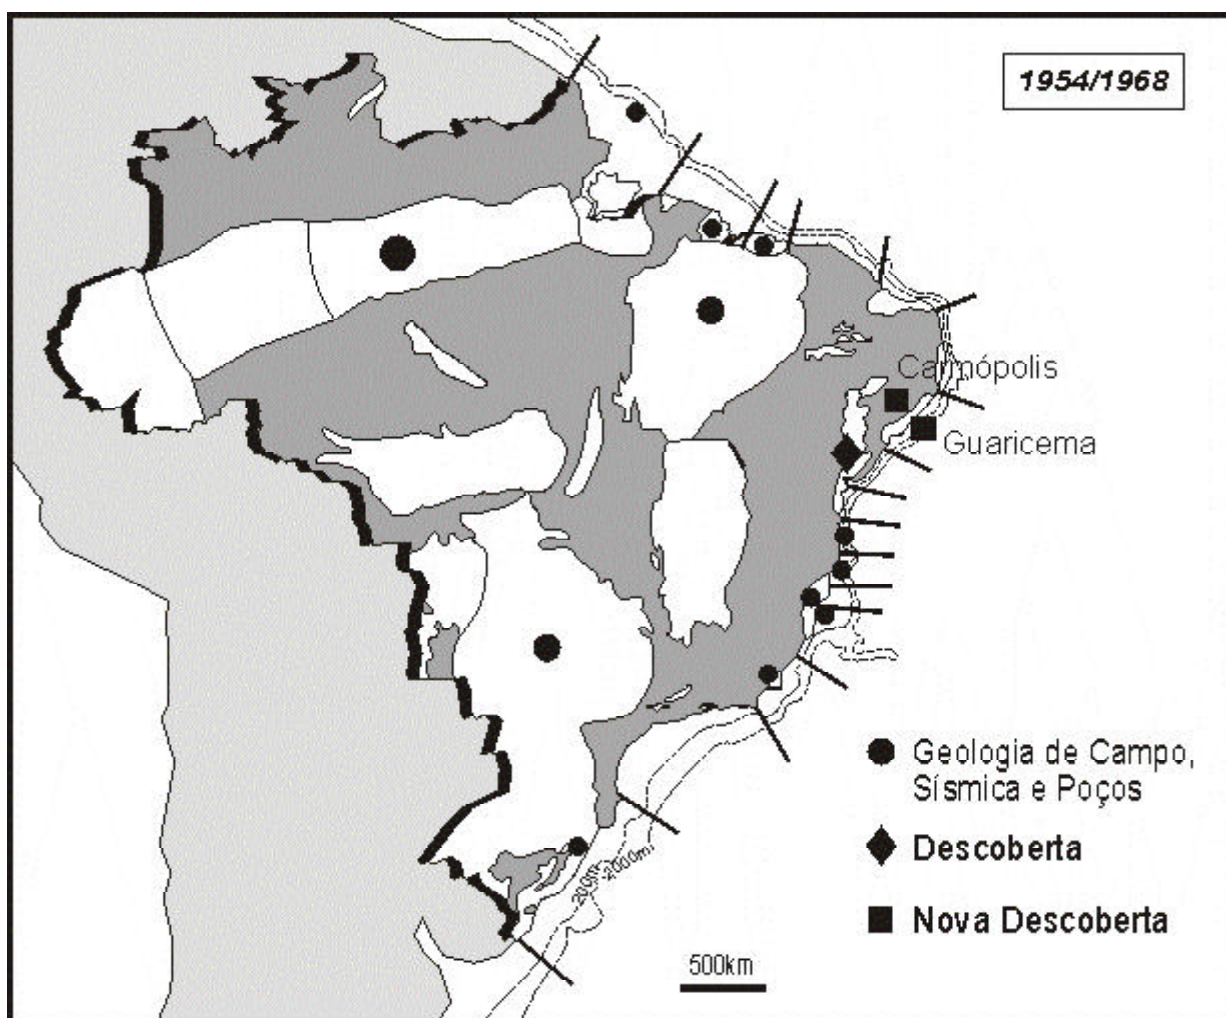 1954/1968
Carmópolis
Guaricema
Geologia de Campo,
Sísmica e Poços
Descoberta
Nova Descoberta
500km
200m
2000m